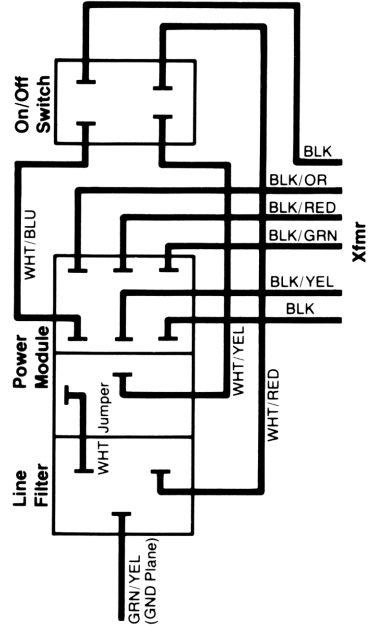 On/Off
Switch
BLK
BLK/OR
BLK/RED
BLK/GRN
Xfmr
WHT/BLU
BLK/YEL
BLK
Power
Module
WHT/YEL
WHT/RED
WHT Jumper
Line
Filter
GRN/YEL
(GND Plane)